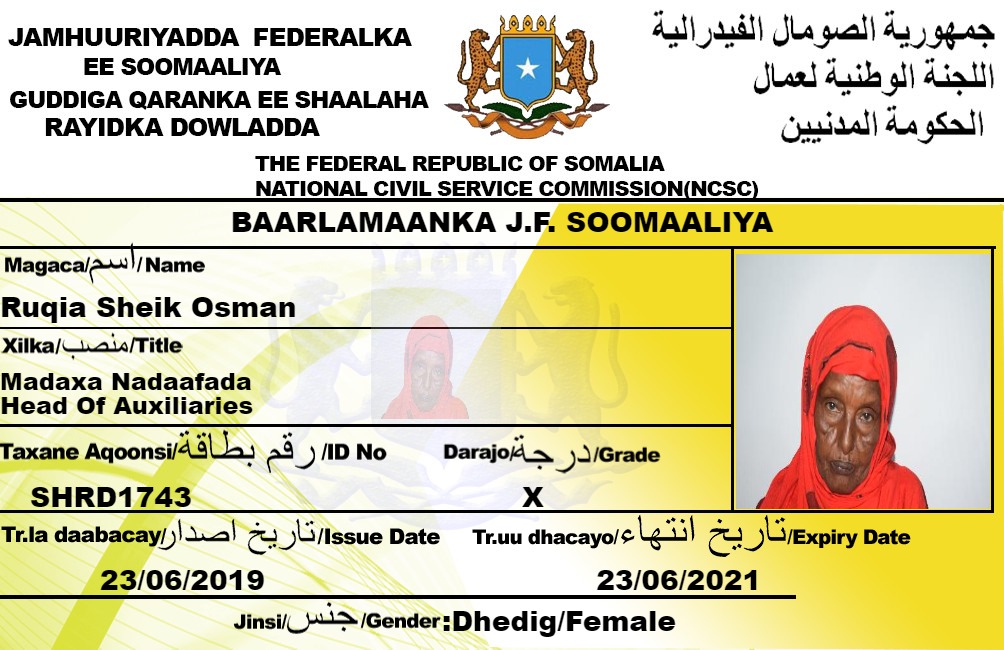 JAMHUURIYADDA FEDERALKA
EE SOOMAALIYA
GUDDIGA QARANKA EE SHAALAHA
RAYIDKA DOWLADDA
جمهورية الصومال الفيدرالية
اللجنة الوطنية لعمال
الحكومة المدنيين
THE FEDERAL REPUBLIC OF SOMALIA
NATIONAL CIVIL SERVICE COMMISSION(NCSC)
BAARLAMAANKA J.F. SOOMAALIYA
Magaca/اسم/Name
Ruqia Sheik Osman
Xilka/منصب/Title
Madaxa Nadaafada
Head Of Auxiliaries
Taxane Aqoonsi/رقم بطاقة/ID No
Darajo/درجة/Grade
SHRD1743
X
Tr.la daabacay/تاريخ اصدار/Issue Date
Tr.uu dhacayo/تاريخ انتهاء/Expiry Date
23/06/2019
23/06/2021
Jinsi/جنس/Gender:Dhedig/Female